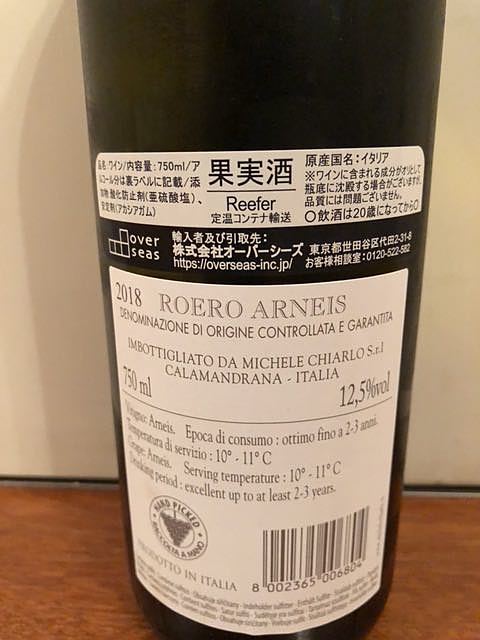 品名:ワイン/内容量:750ml/ア
ルコール分は裏ラベルに記載/添
加物:酸化防止剤(亜硫酸塩)、
安定剤(アカシアガム)
果実酒
Reefer
定温コンテナ輸送
原産国名:イタリア
※ワインに含まれる成分がオリとして
瓶底に沈殿する場合がございますが、
品質には問題ございません。
〇飲酒は20歳になってから〇
over
seas
輸入者及び引取先:
株式会社オーバーシーズ 東京都世田谷区代田2-31-8
https://overseas-inc.jp/ お客様相談室:0120-522-582
2018 ROERO ARNEIS
DENOMINAZIONE DI ORIGINE CONTROLLATA E GARANTITA
IMBOTTIGLIATO DA MICHELE CHIARLO S.r.l
CALAMANDRANA - ITALIA
750 ml 12,5%vol
Vitigno: Arneis. Epoca di consumo : ottimo fino a 2-3 anni.
Temperatura di servizio : 10° - 11° C
Grape: Arneis. Serving temperature : 10° - 11° C
Drinking period : excellent up to at least 2-3 years.
HAND PICKED
RACCOLTA A MANO
PRODOTTO IN ITALIA
8 002365 006804